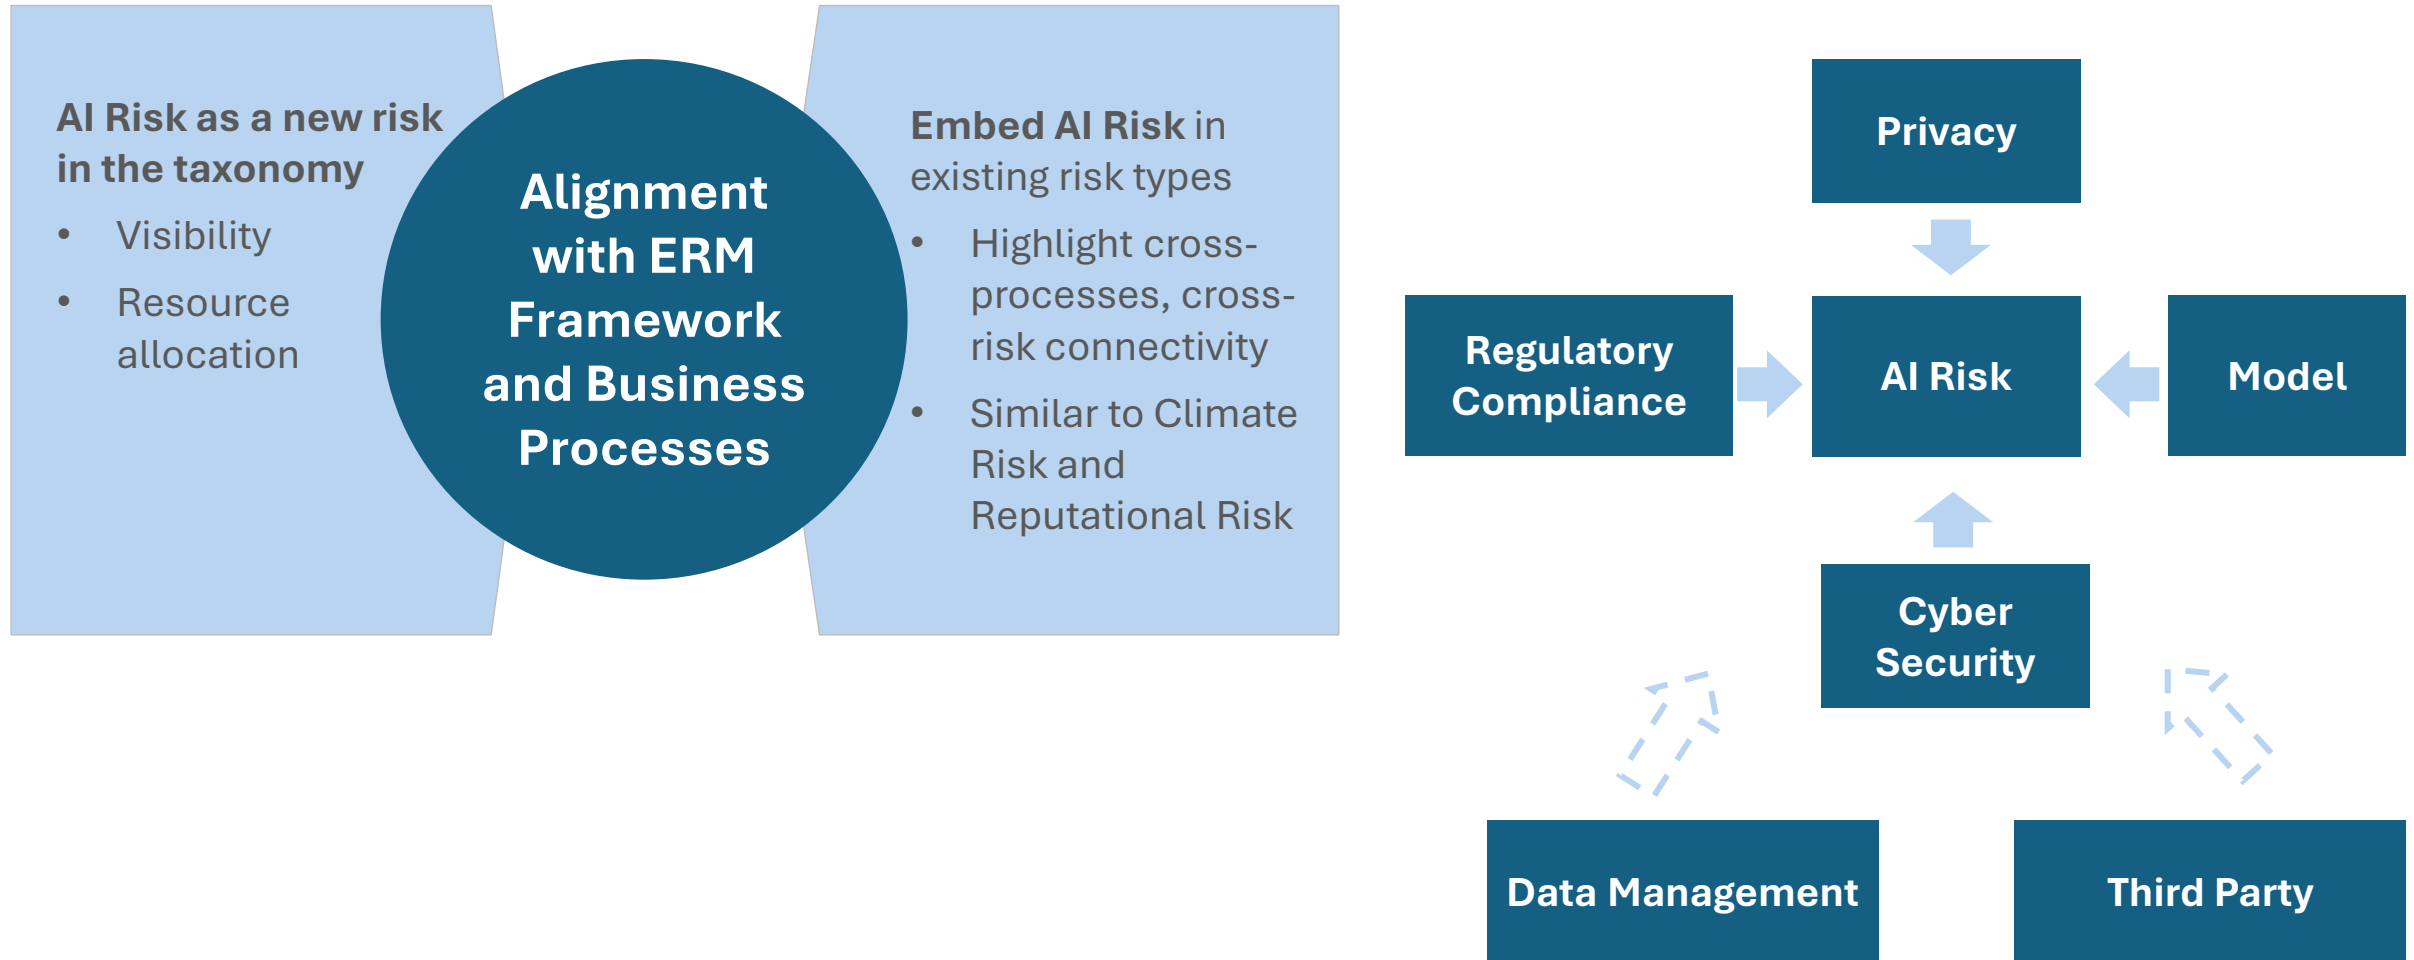 AI Risk as a new risk
in the taxonomy
• Visibility
• Resource
allocation
Alignment
with ERM
Framework
and Business
Processes
Embed AI Risk in
existing risk types
• Highlight cross-
processes, cross-
risk connectivity
• Similar to Climate
Risk and
Reputational Risk
Privacy
Regulatory
Compliance
AI Risk
Model
Cyber
Security
Data Management
Third Party